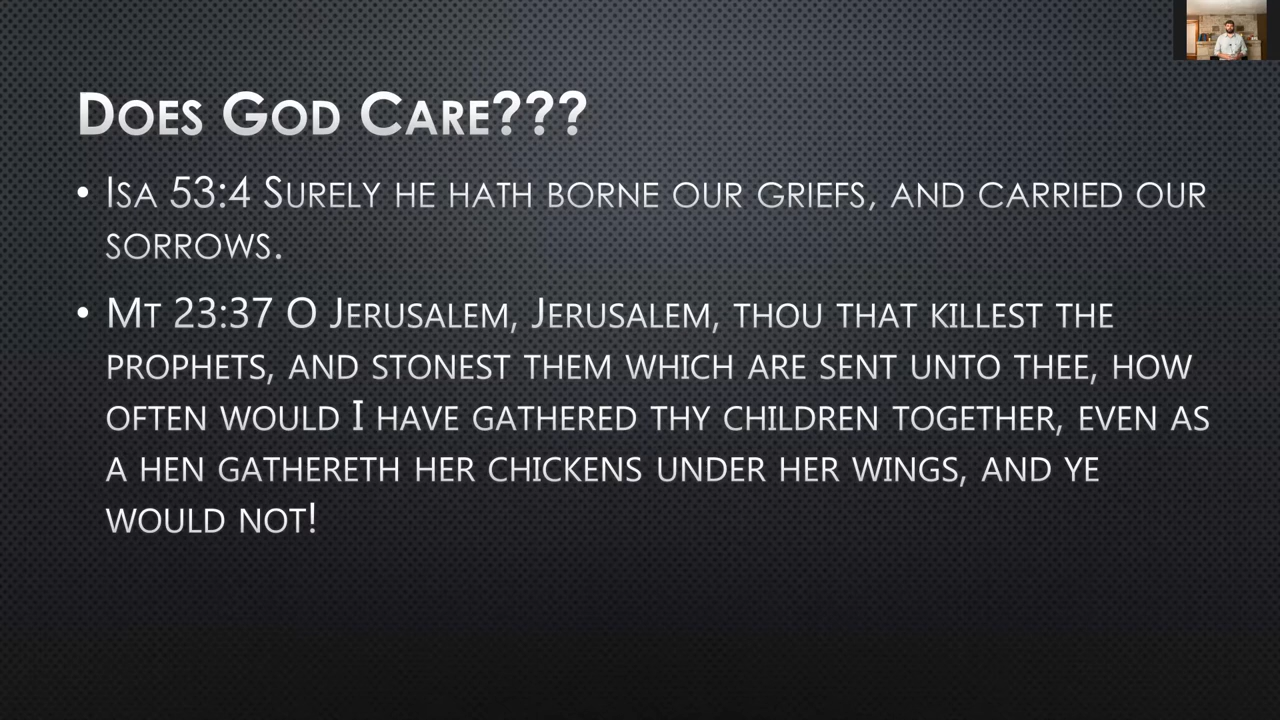 Does God Care???
• Isa 53:4 Surely he hath borne our griefs, and carried our
sorrows.
• Mt 23:37 O Jerusalem, Jerusalem, thou that killest the
prophets, and stonest them which are sent unto thee, how
often would I have gathered thy children together, even as
a hen gathereth her chickens under her wings, and ye
would not!